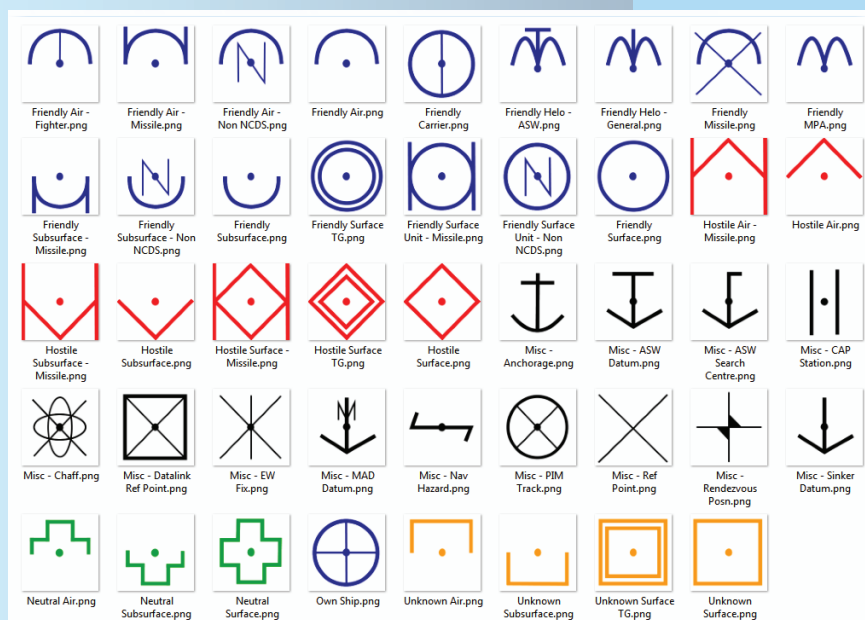 Friendly Air -
Fighter.png
Friendly Air -
Missile.png
Friendly Air -
Non NCDS.png
Friendly Air.png
Friendly
Carrier.png
Friendly Helo -
ASW.png
Friendly Helo -
General.png
Friendly
Missile.png
Friendly
MPA.png
Friendly
Subsurface -
Missile.png
Friendly
Subsurface - Non
NCDS.png
Friendly
Subsurface.png
Friendly Surface
TG.png
Friendly Surface
Unit - Missile.png
Friendly Surface
Unit - Non
NCDS.png
Friendly
Surface.png
Hostile Air -
Missile.png
Hostile Air.png
Hostile
Subsurface -
Missile.png
Hostile
Subsurface.png
Hostile Surface -
Missile.png
Hostile Surface
TG.png
Hostile
Surface.png
Misc -
Anchorage.png
Misc - ASW
Datum.png
Misc - ASW
Search
Centre.png
Misc - CAP
Station.png
Misc - Chaff.png
Misc - Datalink
Ref Point.png
Misc - EW
Fix.png
Misc - MAD
Datum.png
Misc - Nav
Hazard.png
Misc - PIM
Track.png
Misc - Ref
Point.png
Misc -
Rendezvous
Posn.png
Misc - Sinker
Datum.png
Neutral Air.png
Neutral
Subsurface.png
Neutral
Surface.png
Own Ship.png
Unknown Air.png
Unknown
Subsurface.png
Unknown Surface
TG.png
Unknown
Surface.png